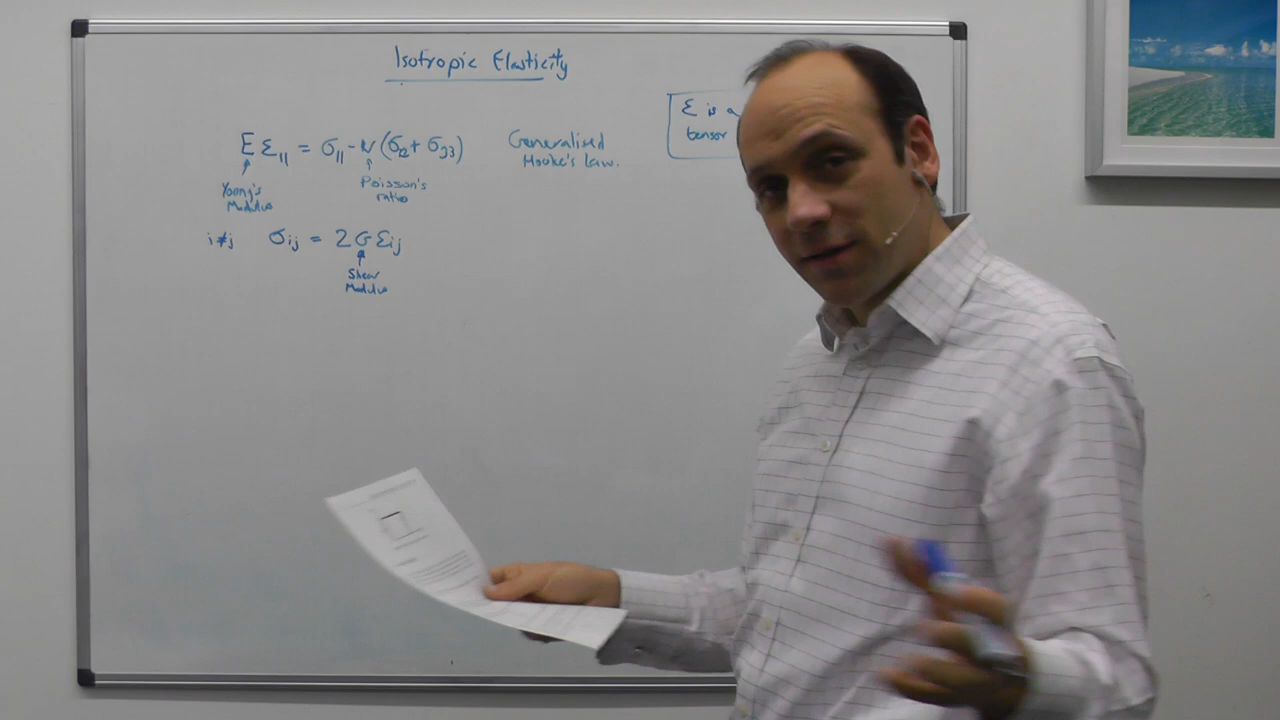 Isotropic Elasticity
ε is a
tensor
E ε₁₁ = σ₁₁ - ν (σ₂₂ + σ₃₃)
Generalised
Hooke's law.
Young's
Modulus
Poisson's
ratio
i≠j σij = 2G εij
Shear
Modulus